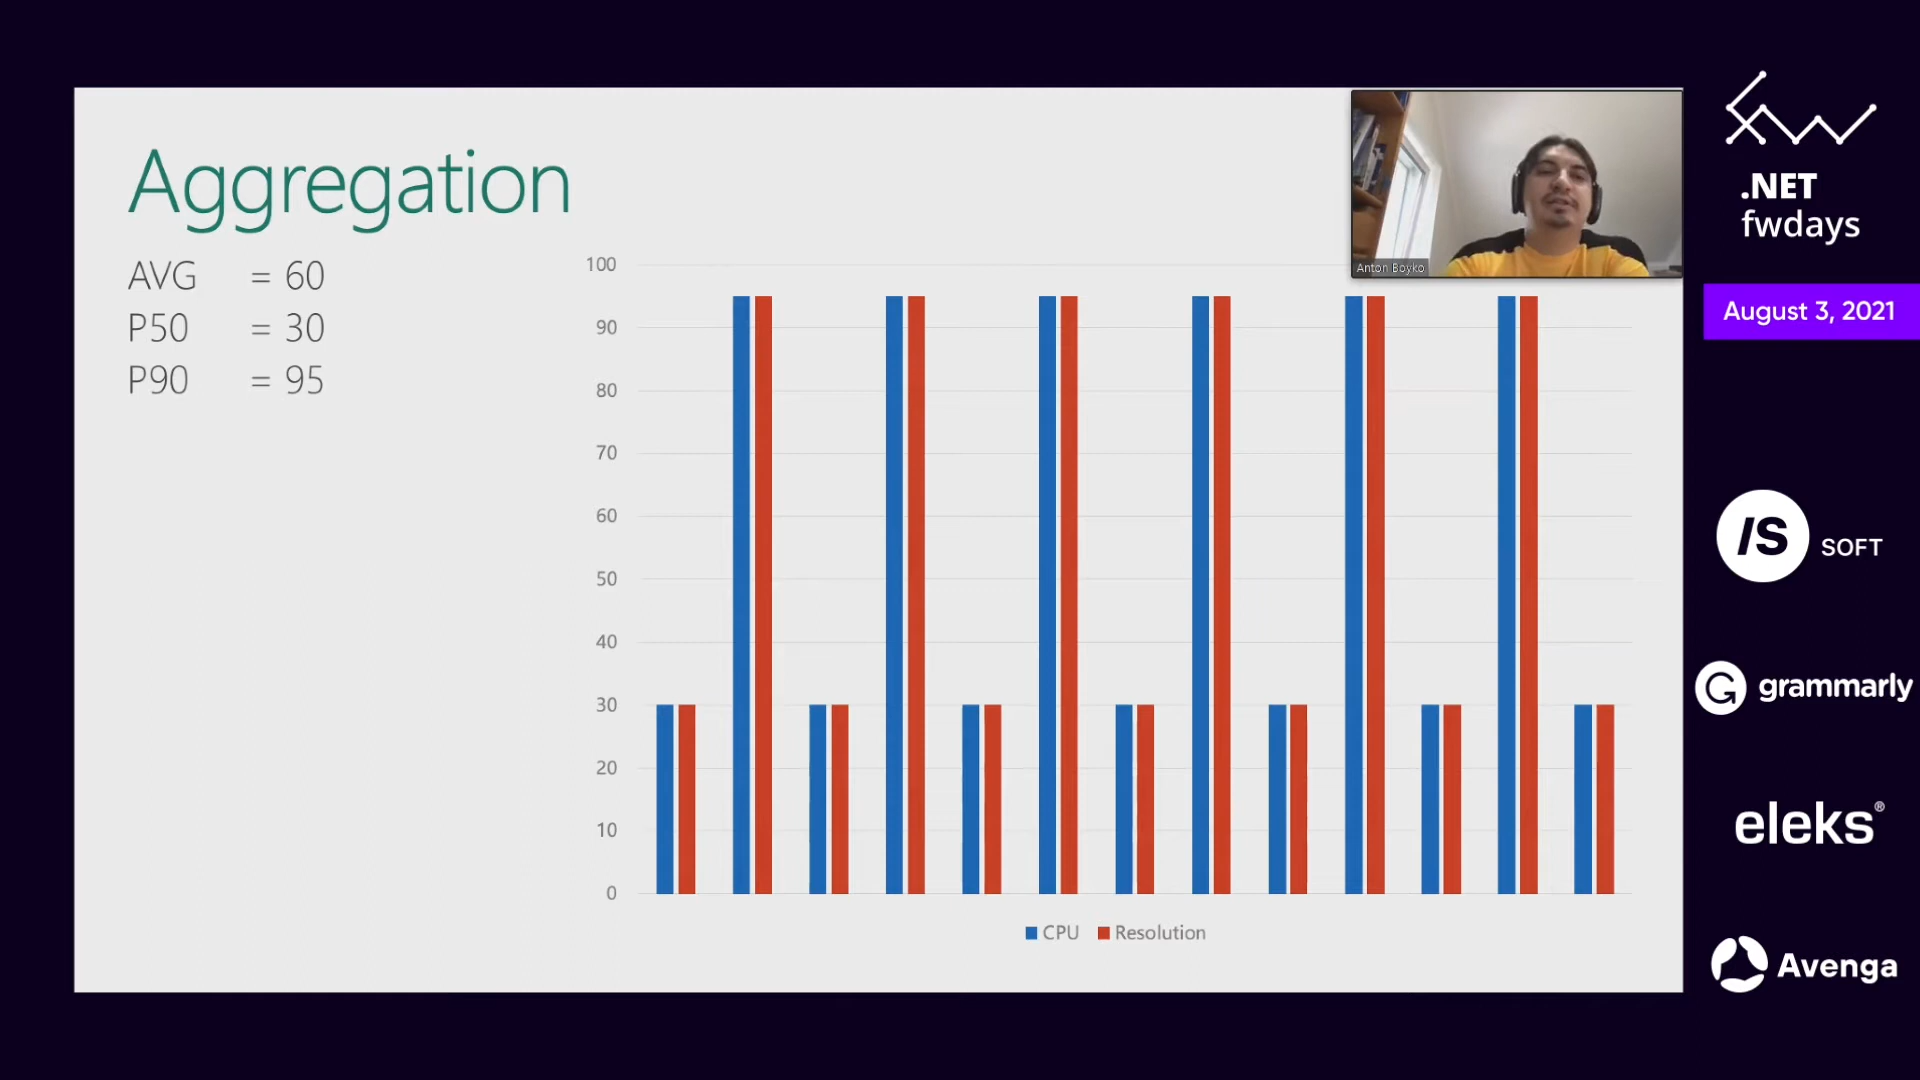 Aggregation
AVG = 60
P50 = 30
P90 = 95
100
90
80
70
60
50
40
30
20
10
0
CPU Resolution
Anton Boyko
.NET
fwdays
August 3, 2021
/S SOFT
grammarly
eleks®
Avenga